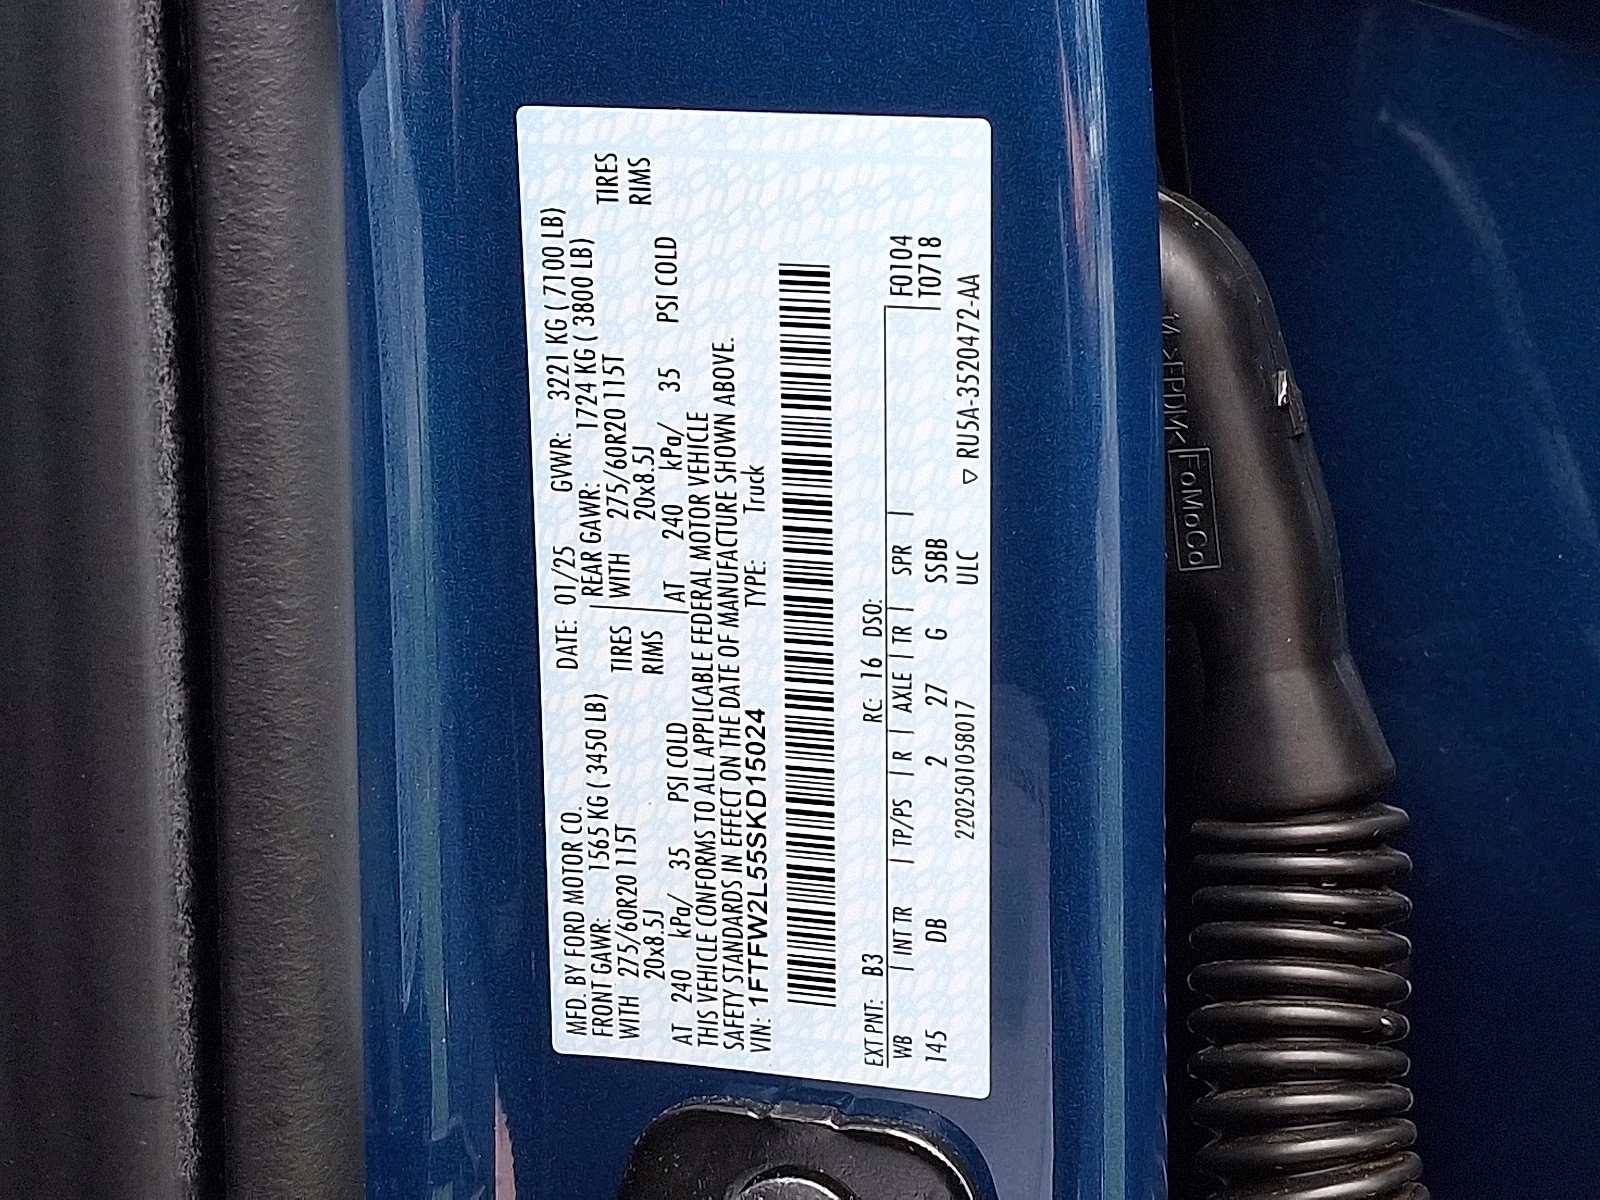 MFD. BY FORD MOTOR CO. DATE: 01/25 GVWR: 3221 KG ( 7100 LB)
FRONT GAWR: 1565 KG ( 3450 LB) REAR GAWR: 1724 KG ( 3800 LB)
WITH 275/60R20 115T TIRES WITH 275/60R20 115T TIRES
20x8.5J RIMS 20x8.5J RIMS
AT 240 kPa/ 35 PSI COLD AT 240 kPa/ 35 PSI COLD
THIS VEHICLE CONFORMS TO ALL APPLICABLE FEDERAL MOTOR VEHICLE
SAFETY STANDARDS IN EFFECT ON THE DATE OF MANUFACTURE SHOWN ABOVE.
VIN: 1FTFW2L55SKD15024 TYPE: Truck
EXT PNT: B3 RC: 16 DSO:
WB INT TR TP/PS R AXLE TR SPR F0104
145 DB 2 27 G SSBB T0718
220250105B017 ULC ▽ RU5A-3520472-AA
14 >EPDM<
FoMoCo